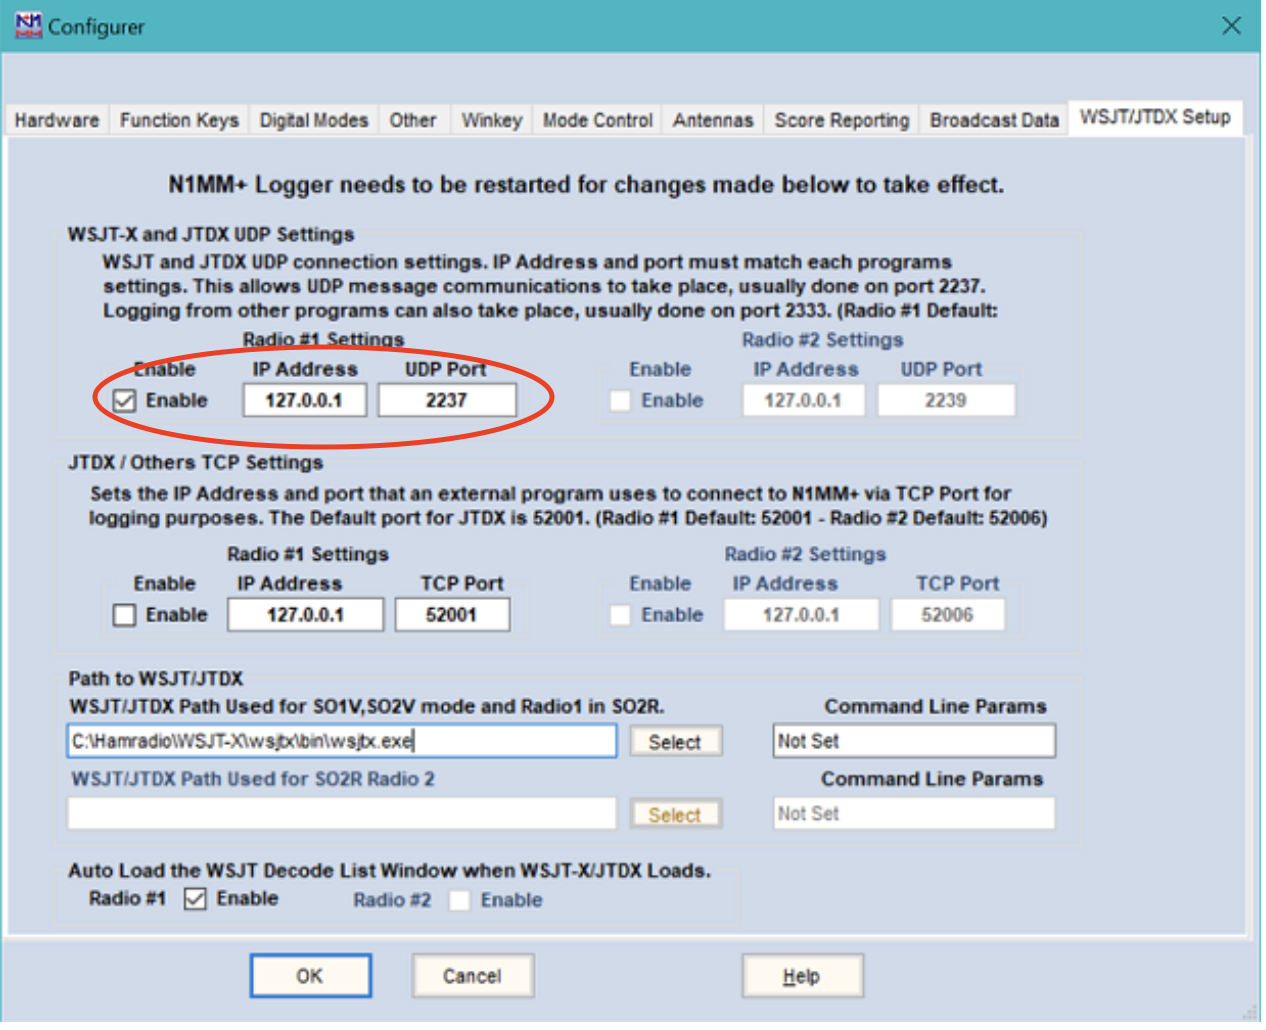 Configurer
Hardware Function Keys Digital Modes Other Winkey Mode Control Antennas Score Reporting Broadcast Data WSJT/JTDX Setup
N1MM+ Logger needs to be restarted for changes made below to take effect.
WSJT-X and JTDX UDP Settings
WSJT and JTDX UDP connection settings. IP Address and port must match each programs
settings. This allows UDP message communications to take place, usually done on port 2237.
Logging from other programs can also take place, usually done on port 2333. (Radio #1 Default:
Radio #1 Settings Radio #2 Settings
Enable IP Address UDP Port Enable IP Address UDP Port
Enable 127.0.0.1 2237 Enable 127.0.0.1 2239
JTDX / Others TCP Settings
Sets the IP Address and port that an external program uses to connect to N1MM+ via TCP Port for
logging purposes. The Default port for JTDX is 52001. (Radio #1 Default: 52001 - Radio #2 Default: 52006)
Radio #1 Settings Radio #2 Settings
Enable IP Address TCP Port Enable IP Address TCP Port
Enable 127.0.0.1 52001 Enable 127.0.0.1 52006
Path to WSJT/JTDX
WSJT/JTDX Path Used for SO1V,SO2V mode and Radio1 in SO2R. Command Line Params
C:\Hamradio\WSJT-X\wsjtx\bin\wsjtx.exe Select Not Set
WSJT/JTDX Path Used for SO2R Radio 2 Command Line Params
Select Not Set
Auto Load the WSJT Decode List Window when WSJT-X/JTDX Loads.
Radio #1 Enable Radio #2 Enable
OK Cancel Help